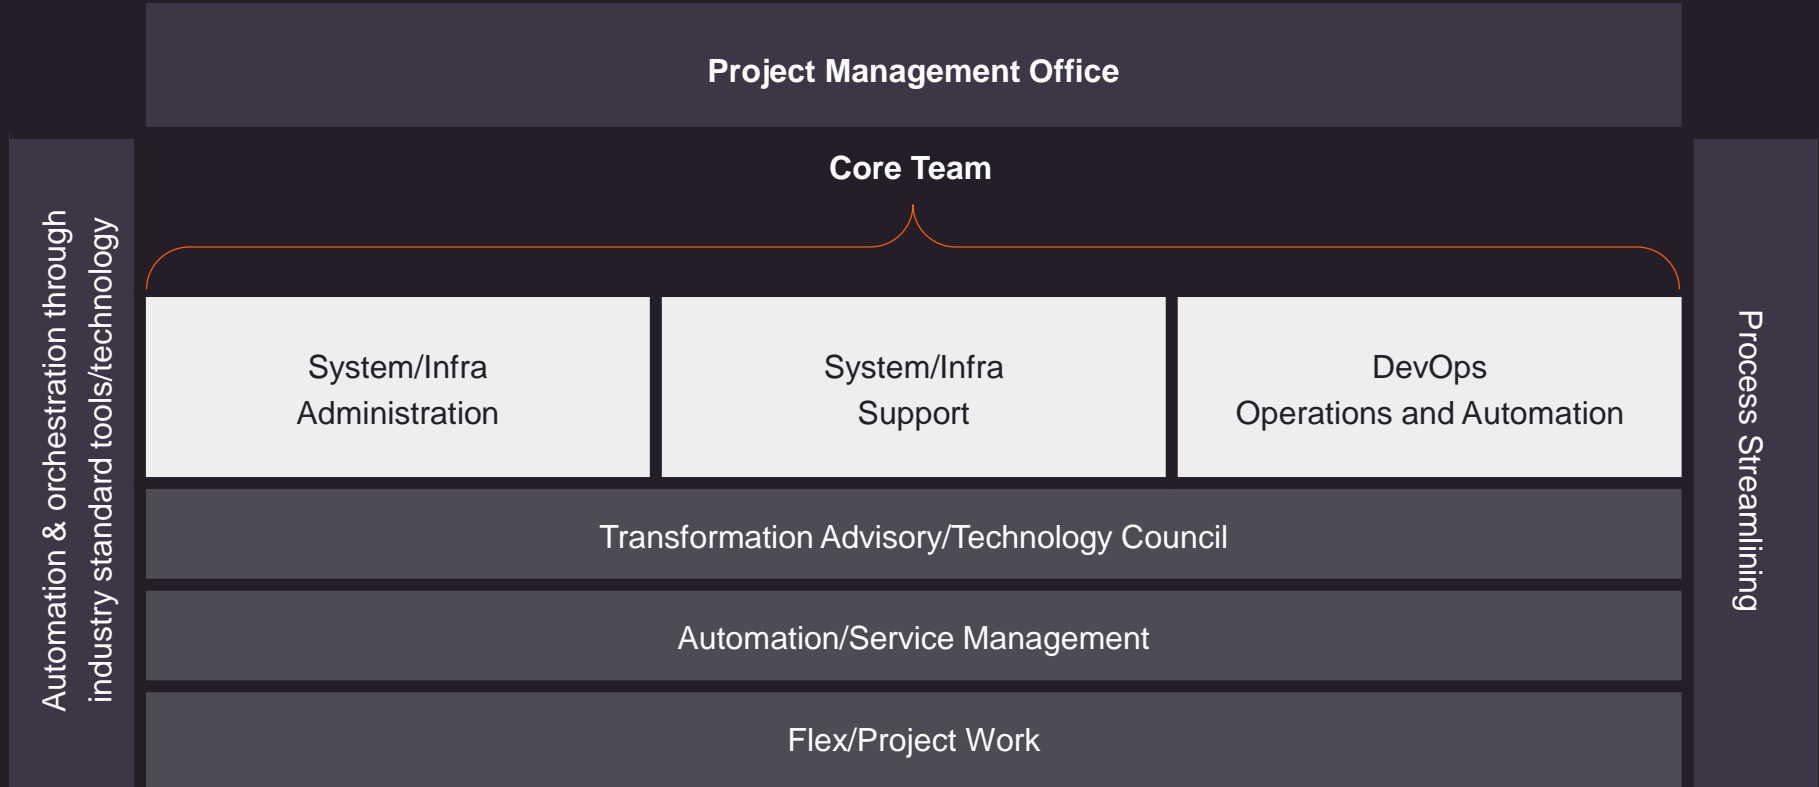 Project Management Office
Core Team
Automation & orchestration through
industry standard tools/technology
System/Infra
Administration
System/Infra
Support
DevOps
Operations and Automation
Process Streamlining
Transformation Advisory/Technology Council
Automation/Service Management
Flex/Project Work